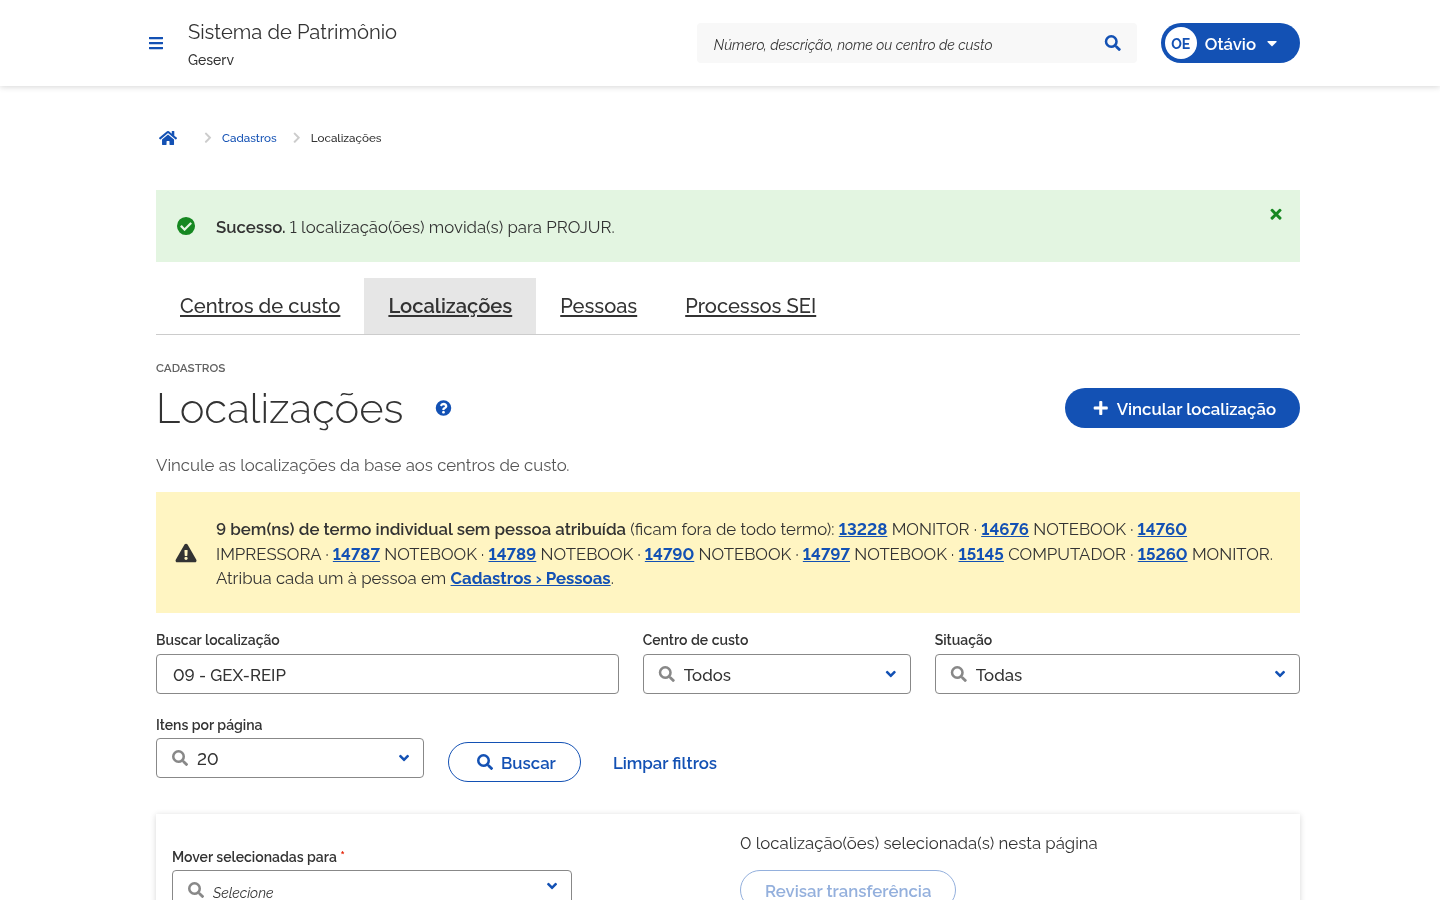 Sistema de Patrimônio
Geserv
Número, descrição, nome ou centro de custo
OE Otávio
Cadastros
Localizações
Sucesso. 1 localização(ões) movida(s) para PROJUR.
Centros de custo Localizações Pessoas Processos SEI
CADASTROS
Localizações
Vincular localização
Vincule as localizações da base aos centros de custo.
9 bem(ns) de termo individual sem pessoa atribuída (ficam fora de todo termo): 13228 MONITOR · 14676 NOTEBOOK · 14760
IMPRESSORA · 14787 NOTEBOOK · 14789 NOTEBOOK · 14790 NOTEBOOK · 14797 NOTEBOOK · 15145 COMPUTADOR · 15260 MONITOR.
Atribua cada um à pessoa em Cadastros › Pessoas.
Buscar localização Centro de custo Situação
09 - GEX-REIP Todos Todas
Itens por página
20 Buscar Limpar filtros
0 localização(ões) selecionada(s) nesta página
Mover selecionadas para *
Selecione
Revisar transferência